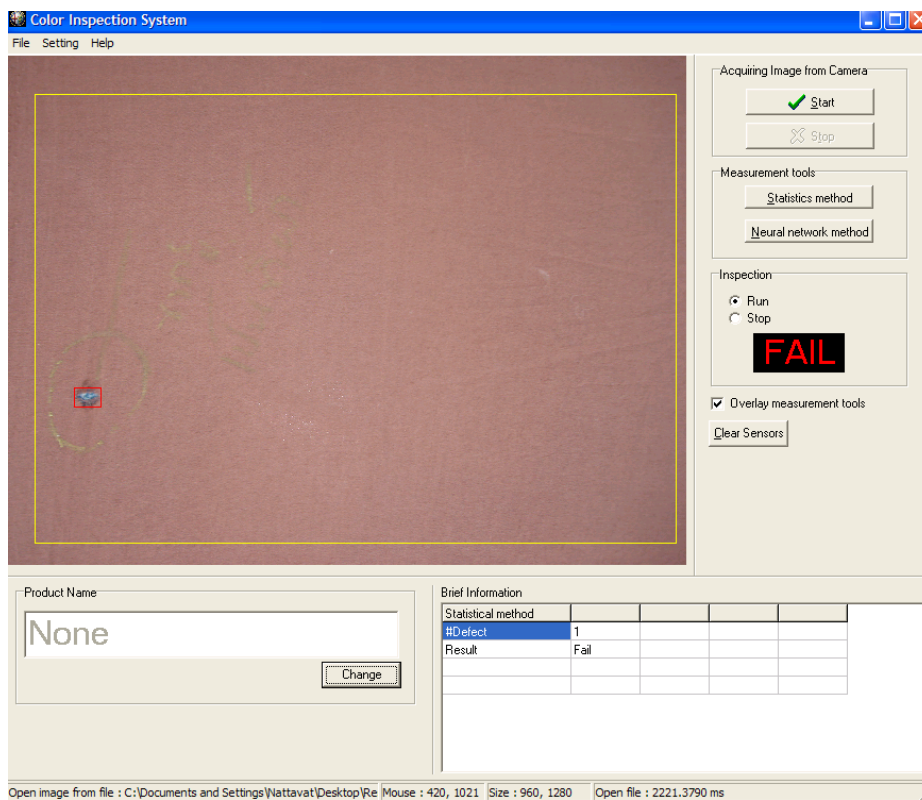 Color Inspection System
File Setting Help
Acquiring Image from Camera
Start
Stop
Measurement tools
Statistics method
Neural network method
Inspection
Run
Stop
FAIL
Overlay measurement tools
Clear Sensors
Product Name
None
Change
Brief Information
Statistical method
#Defect 1
Result Fail
Open image from file : C:\Documents and Settings\Nattavat\Desktop\Re Mouse : 420, 1021 Size : 960, 1280 Open file : 2221.3790 ms